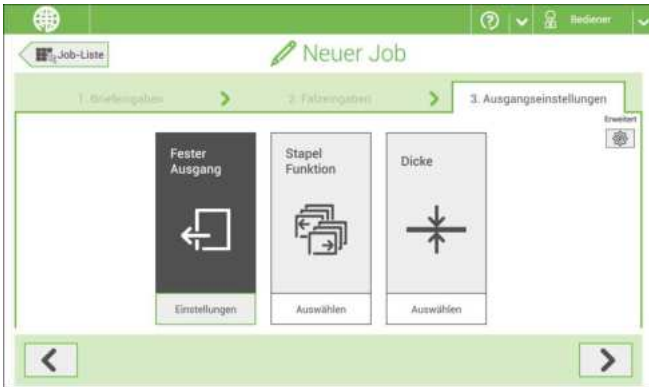 Bediener
Job-Liste
Neuer Job
1. Briefeingaben
2. Falzeingaben
3. Ausgangseinstellungen
Erweitert
Fester
Ausgang
Einstellungen
Stapel
Funktion
Auswählen
Dicke
Auswählen